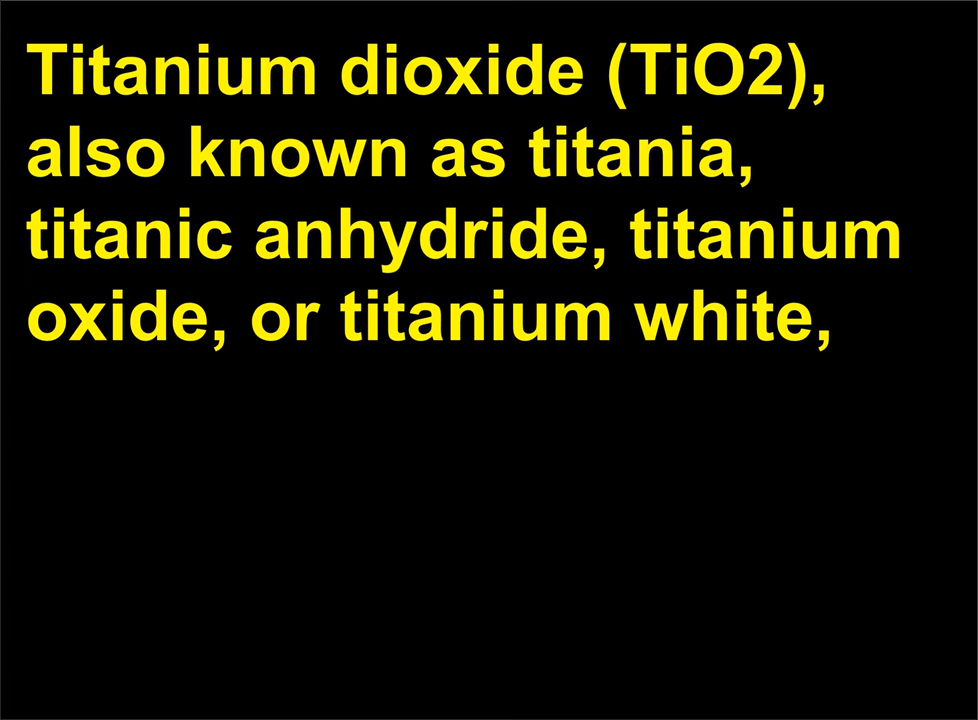 Titanium dioxide (TiO2),
also known as titania,
titanic anhydride, titanium
oxide, or titanium white,